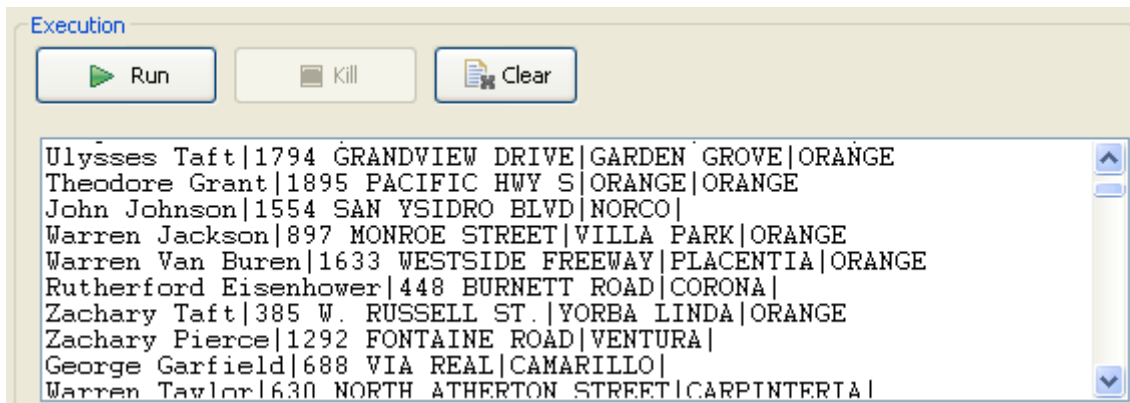 Execution
Run Kill Clear
Ulysses Taft|1794 GRANDVIEW DRIVE|GARDEN GROVE|ORANGE
Theodore Grant|1895 PACIFIC HWY S|ORANGE|ORANGE
John Johnson|1554 SAN YSIDRO BLVD|NORCO|
Warren Jackson|897 MONROE STREET|VILLA PARK|ORANGE
Warren Van Buren|1633 WESTSIDE FREEWAY|PLACENTIA|ORANGE
Rutherford Eisenhower|448 BURNETT ROAD|CORONA|
Zachary Taft|385 W. RUSSELL ST.|YORBA LINDA|ORANGE
Zachary Pierce|1292 FONTAINE ROAD|VENTURA|
George Garfield|688 VIA REAL|CAMARILLO|
Warren Taylor|630 NORTH ATHERTON STREET|CARPINTERIA|